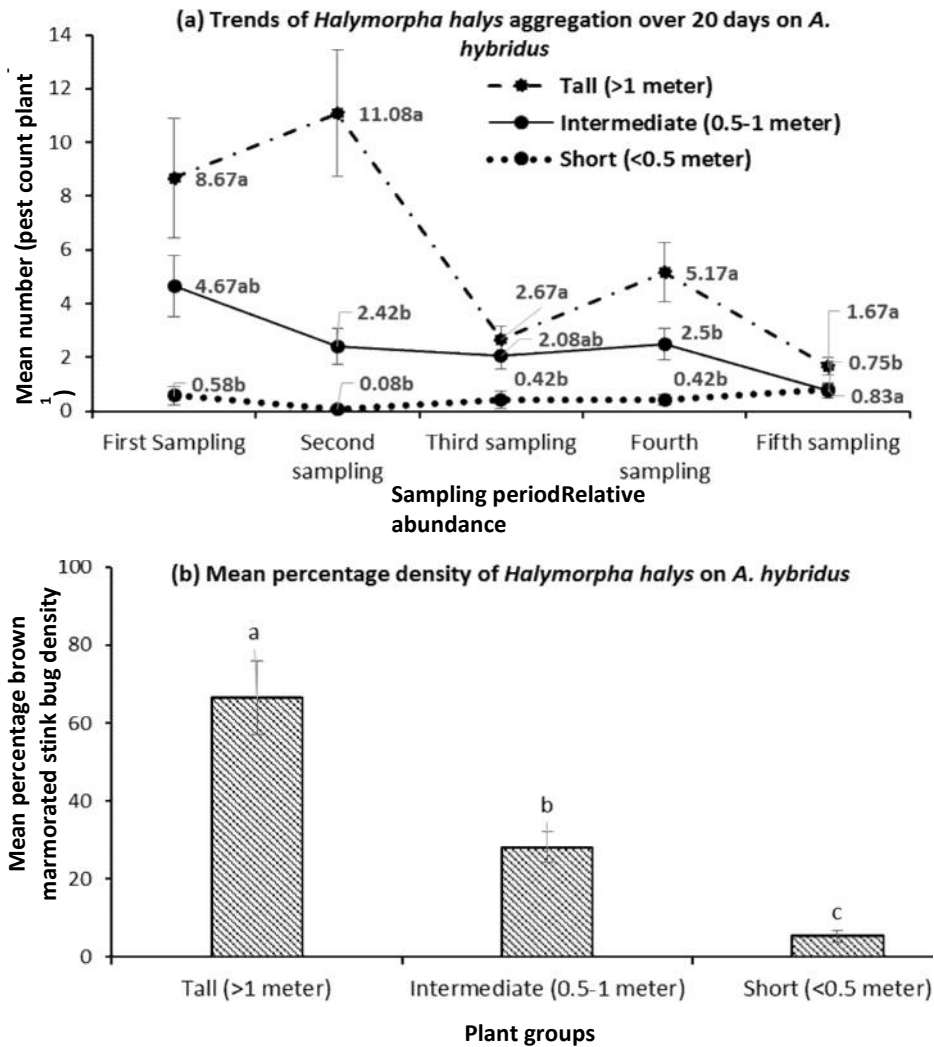 (a) Trends of Halymorpha halys aggregation over 20 days on A.
hybridus
Tall (>1 meter)
Intermediate (0.5-1 meter)
Short (<0.5 meter)
Mean number (pest count plant-
1)
14
12
10
8
6
4
2
0
8.67a
11.08a
2.67a
5.17a
1.67a
4.67ab
2.42b
2.08ab
2.5b
0.75b
0.58b
0.08b
0.42b
0.42b
0.83a
First Sampling
Second
sampling
Third sampling
Fourth
sampling
Fifth sampling
Sampling periodRelative
abundance
(b) Mean percentage density of Halymorpha halys on A. hybridus
Mean percentage brown
marmorated stink bug density
100
80
60
40
20
0
a
b
c
Tall (>1 meter)
Intermediate (0.5-1 meter)
Short (<0.5 meter)
Plant groups